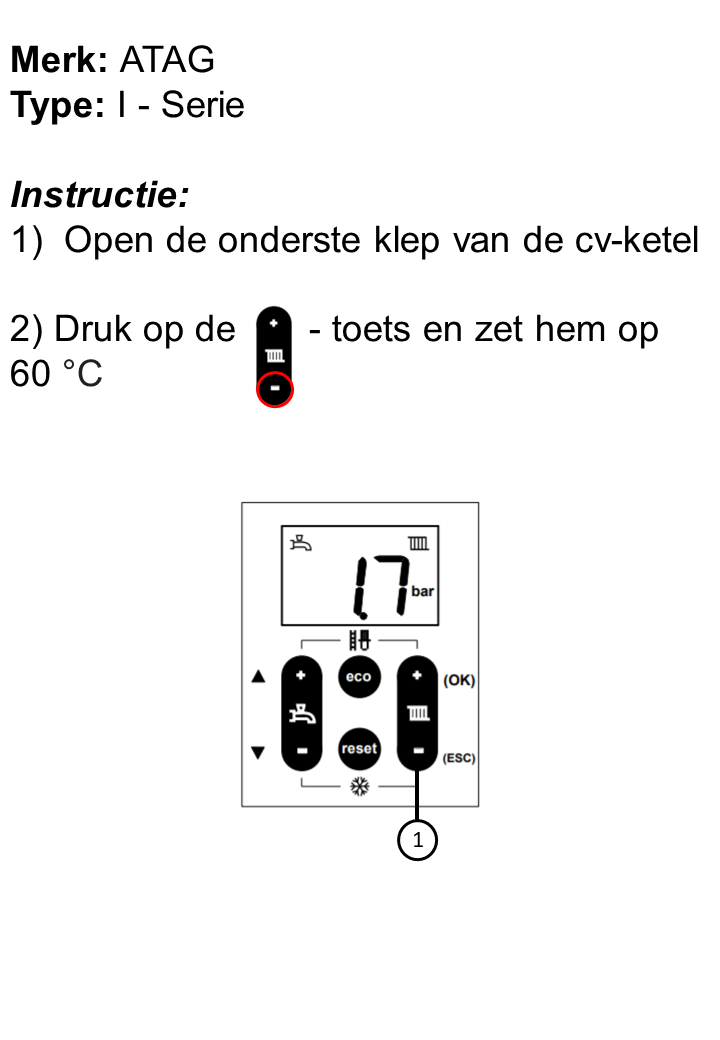 Merk: ATAG
Type: I - Serie
Instructie:
1) Open de onderste klep van de cv-ketel
2) Druk op de - toets en zet hem op
60 °C
1.7 bar
+ eco + (OK)
- reset - (ESC)
1